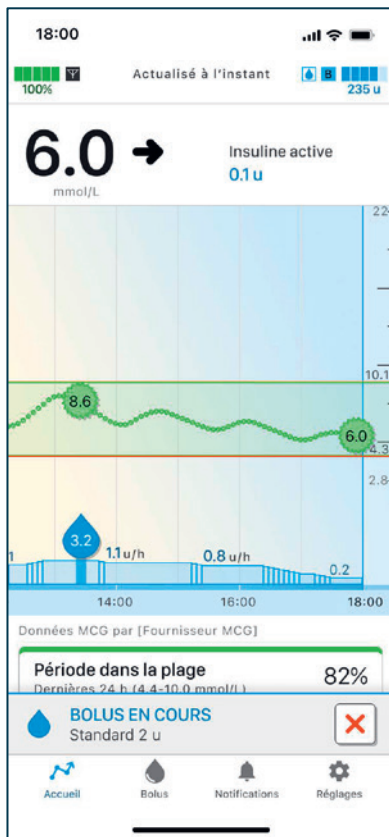 18:00
100%
Actualisé à l'instant
B
235 u
6.0
mmol/L
Insuline active
0.1 u
22
10.1
8.6
6.0
4.3
2.8
3.2
1.1 u/h
0.8 u/h
0.2
14:00
16:00
18:00
Données MCG par [Fournisseur MCG]
Période dans la plage
82%
Dernières 24 h (4.4-10.0 mmol/L)
BOLUS EN COURS
Standard 2 u
Accueil
Bolus
Notifications
Réglages